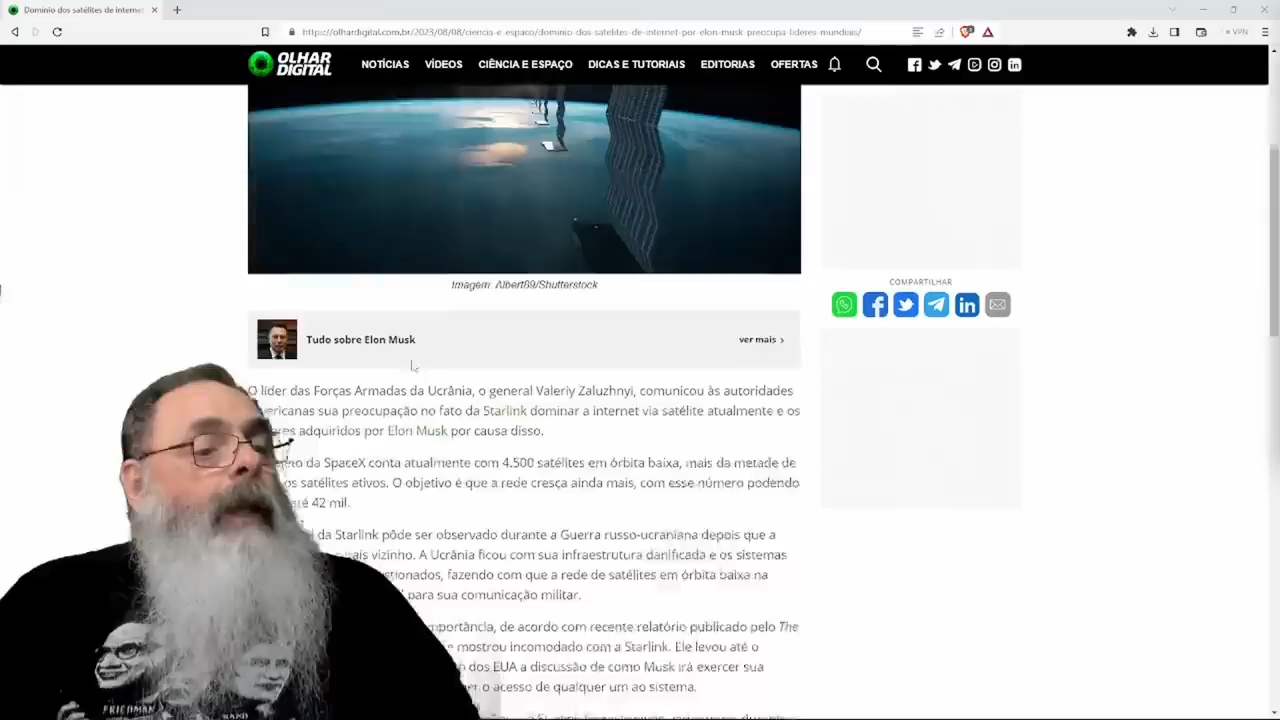 Domínio dos satélites de internet
https://olhardigital.com.br/2023/08/08/ciencia-e-espaco/dominio-dos-satelites-de-internet-por-elon-musk-preocupa-lideres-mundiais/
VPN
OLHAR
DIGITAL
NOTÍCIAS VÍDEOS CIÊNCIA E ESPAÇO DICAS E TUTORIAIS EDITORIAS OFERTAS
Imagem: Albert89/Shutterstock
COMPARTILHAR
Tudo sobre Elon Musk
ver mais
O líder das Forças Armadas da Ucrânia, o general Valeriy Zaluzhnyi, comunicou às autoridades
ericanas sua preocupação no fato da Starlink dominar a internet via satélite atualmente e os
res adquiridos por Elon Musk por causa disso.
da SpaceX conta atualmente com 4.500 satélites em órbita baixa, mais da metade de
os satélites ativos. O objetivo é que a rede cresça ainda mais, com esse número podendo
é 42 mil.
da Starlink pôde ser observado durante a Guerra russo-ucraniana depois que a
país vizinho. A Ucrânia ficou com sua infraestrutura danificada e os sistemas
stionados, fazendo com que a rede de satélites em órbita baixa na
para sua comunicação militar.
portância, de acordo com recente relatório publicado pelo The
e mostrou incomodado com a Starlink. Ele levou até o
o dos EUA a discussão de como Musk irá exercer sua
er o acesso de qualquer um ao sistema.
FRIEDMAN
RAND